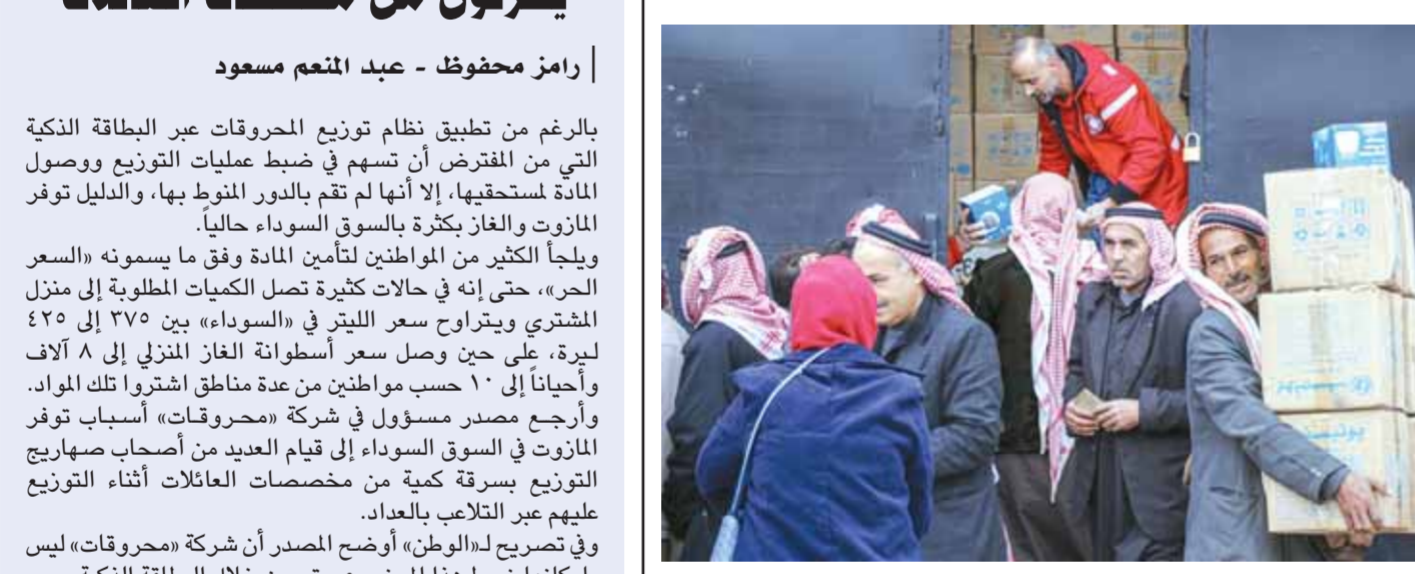 رامز محفوظ - عبد المنعم مسعود
بالرغم من تطبيق نظام توزيع المحروقات عبر البطاقة الذكية
التي من المفترض أن تسهم في ضبط عمليات التوزيع ووصول
المادة لمستحقيها، إلا أنها لم تقم بالدور المنوط بها، والدليل توفر
المازوت والغاز بكثرة بالسوق السوداء حالياً.
ويلجأ الكثير من المواطنين لتأمين المادة وفق ما يسمونه «السعر
الحر»، حتى إنه في حالات كثيرة تصل الكميات المطلوبة إلى منزل
المشتري ويتراوح سعر الليتر في «السوداء» بين ٣٧٥ إلى ٤٢٥
ليرة، على حين وصل سعر أسطوانة الغاز المنزلي إلى ٨ آلاف
وأحياناً إلى ١٠ حسب مواطنين من عدة مناطق اشتروا تلك المواد.
وأرجع مصدر مسؤول في شركة «محروقات» أسباب توفر
المازوت في السوق السوداء إلى قيام العديد من أصحاب صهاريج
التوزيع بسرقة كمية من مخصصات العائلات أثناء التوزيع
عليهم عبر التلاعب بالعداد.
وفي تصريح لـ«الوطن» أوضح المصدر أن شركة «محروقات» ليس